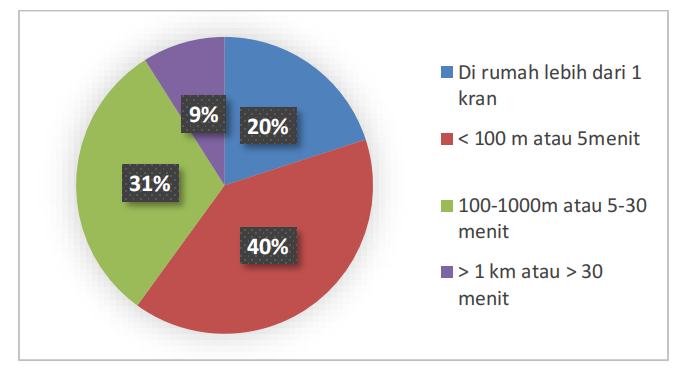 Di rumah lebih dari 1
kran
< 100 m atau 5menit
100-1000m atau 5-30
menit
> 1 km atau > 30
menit
20%
40%
31%
9%